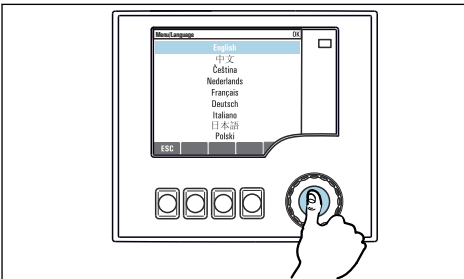 Menu/Language OK
English
中文
Čeština
Nederlands
Français
Deutsch
Italiano
日本語
Polski
ESC